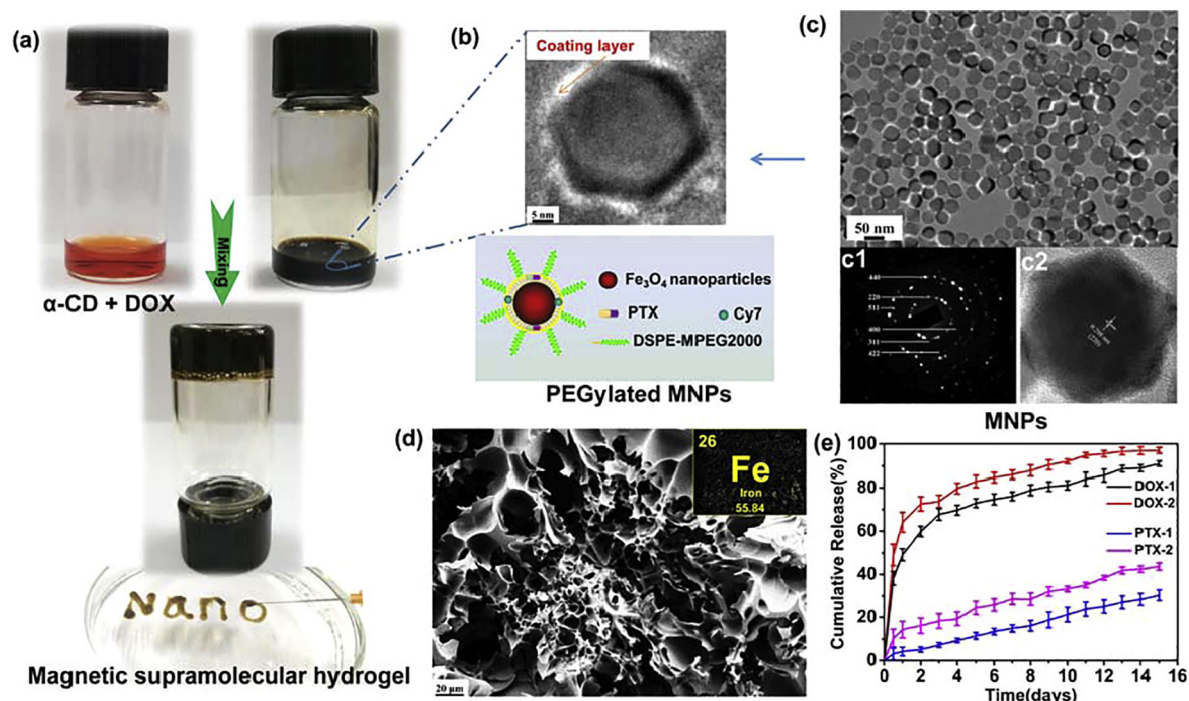 (a)
Mixing
α-CD + DOX
Nano
Magnetic supramolecular hydrogel
(b)
Coating layer
5 nm
Fe₃O₄ nanoparticles
PTX
Cy7
DSPE-MPEG2000
PEGylated MNPs
(c)
50 nm
c1
440
220
511
400
311
422
c2
MNPs
(d)
26
Fe
Iron
55.84
20 μm
(e)
Cumulative Release(%)
100
80
60
40
20
0
DOX-1
DOX-2
PTX-1
PTX-2
0 2 4 6 8 10 12 14 16
Time(days)